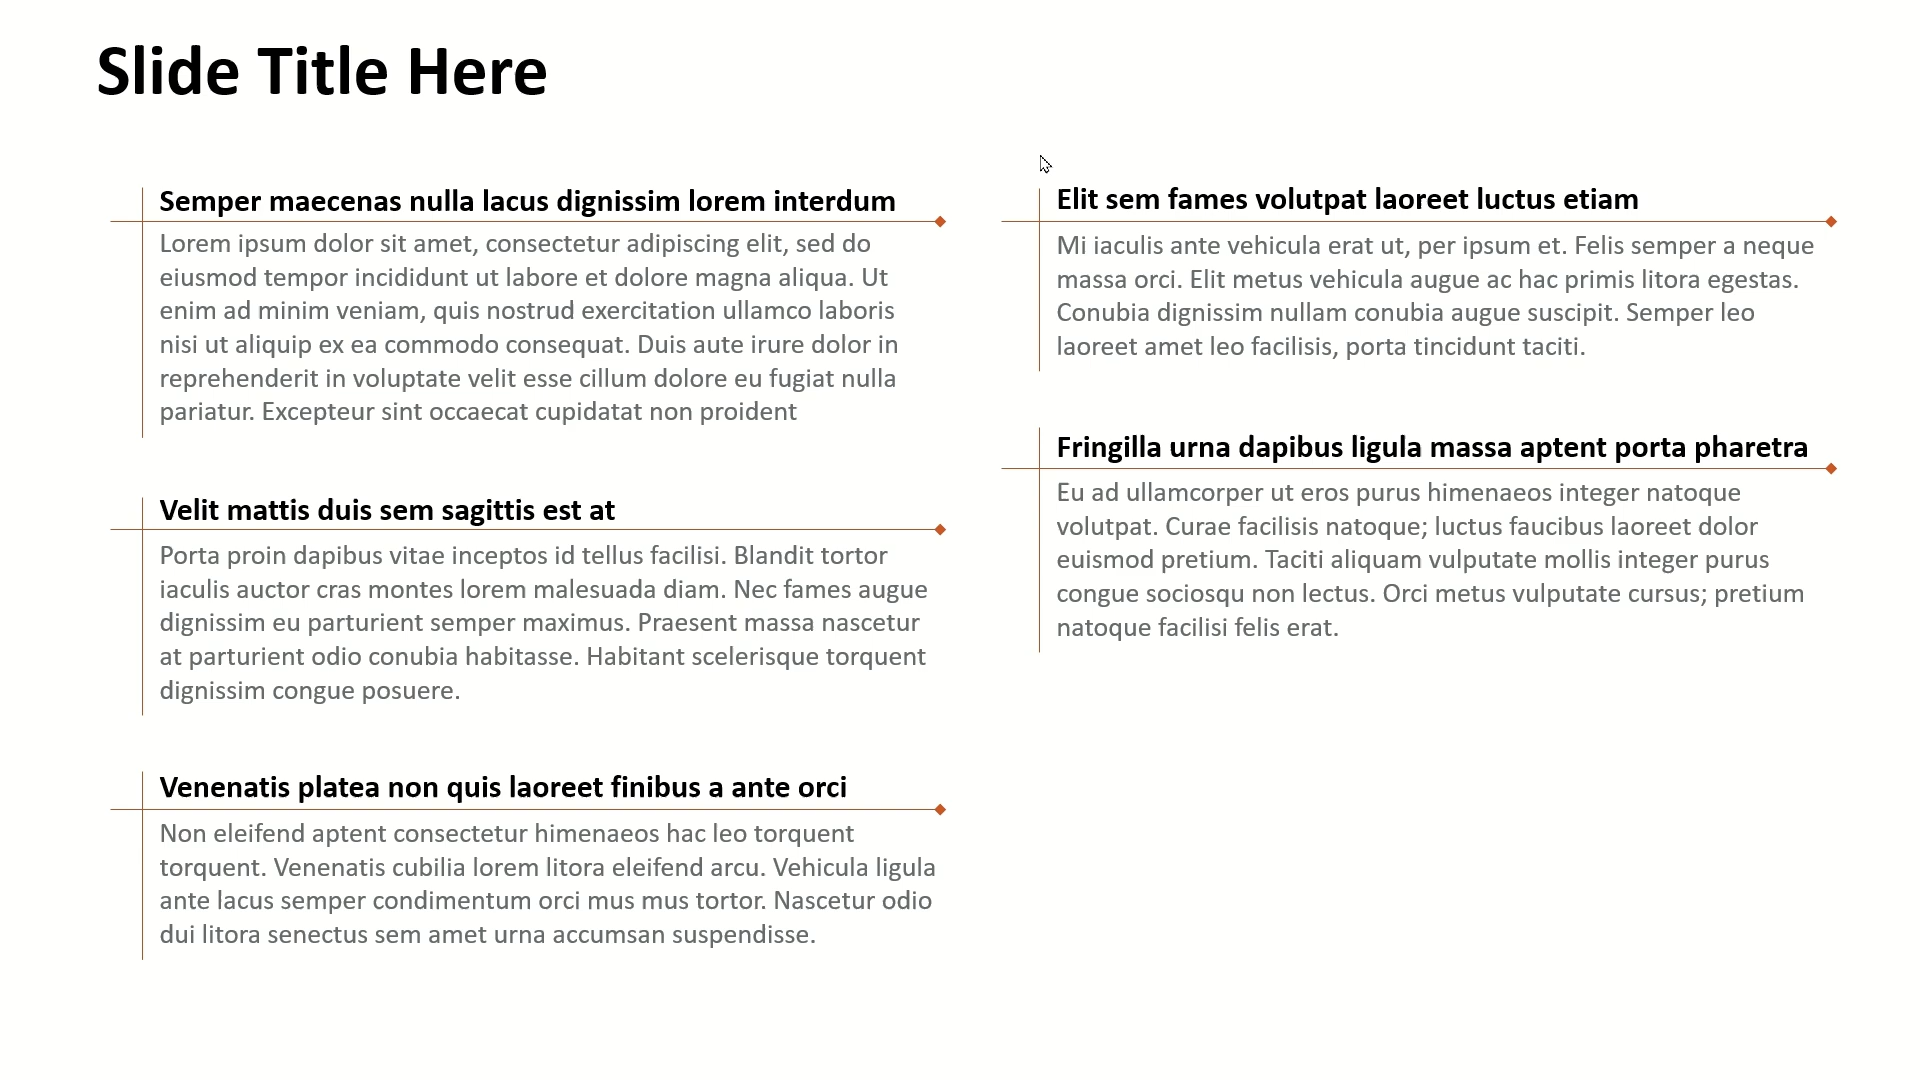 Slide Title Here
Semper maecenas nulla lacus dignissim lorem interdum
Lorem ipsum dolor sit amet, consectetur adipiscing elit, sed do
eiusmod tempor incididunt ut labore et dolore magna aliqua. Ut
enim ad minim veniam, quis nostrud exercitation ullamco laboris
nisi ut aliquip ex ea commodo consequat. Duis aute irure dolor in
reprehenderit in voluptate velit esse cillum dolore eu fugiat nulla
pariatur. Excepteur sint occaecat cupidatat non proident
Velit mattis duis sem sagittis est at
Porta proin dapibus vitae inceptos id tellus facilisi. Blandit tortor
iaculis auctor cras montes lorem malesuada diam. Nec fames augue
dignissim eu parturient semper maximus. Praesent massa nascetur
at parturient odio conubia habitasse. Habitant scelerisque torquent
dignissim congue posuere.
Venenatis platea non quis laoreet finibus a ante orci
Non eleifend aptent consectetur himenaeos hac leo torquent
torquent. Venenatis cubilia lorem litora eleifend arcu. Vehicula ligula
ante lacus semper condimentum orci mus mus tortor. Nascetur odio
dui litora senectus sem amet urna accumsan suspendisse.
Elit sem fames volutpat laoreet luctus etiam
Mi iaculis ante vehicula erat ut, per ipsum et. Felis semper a neque
massa orci. Elit metus vehicula augue ac hac primis litora egestas.
Conubia dignissim nullam conubia augue suscipit. Semper leo
laoreet amet leo facilisis, porta tincidunt taciti.
Fringilla urna dapibus ligula massa aptent porta pharetra
Eu ad ullamcorper ut eros purus himenaeos integer natoque
volutpat. Curae facilisis natoque; luctus faucibus laoreet dolor
euismod pretium. Taciti aliquam vulputate mollis integer purus
congue sociosqu non lectus. Orci metus vulputate cursus; pretium
natoque facilisi felis erat.